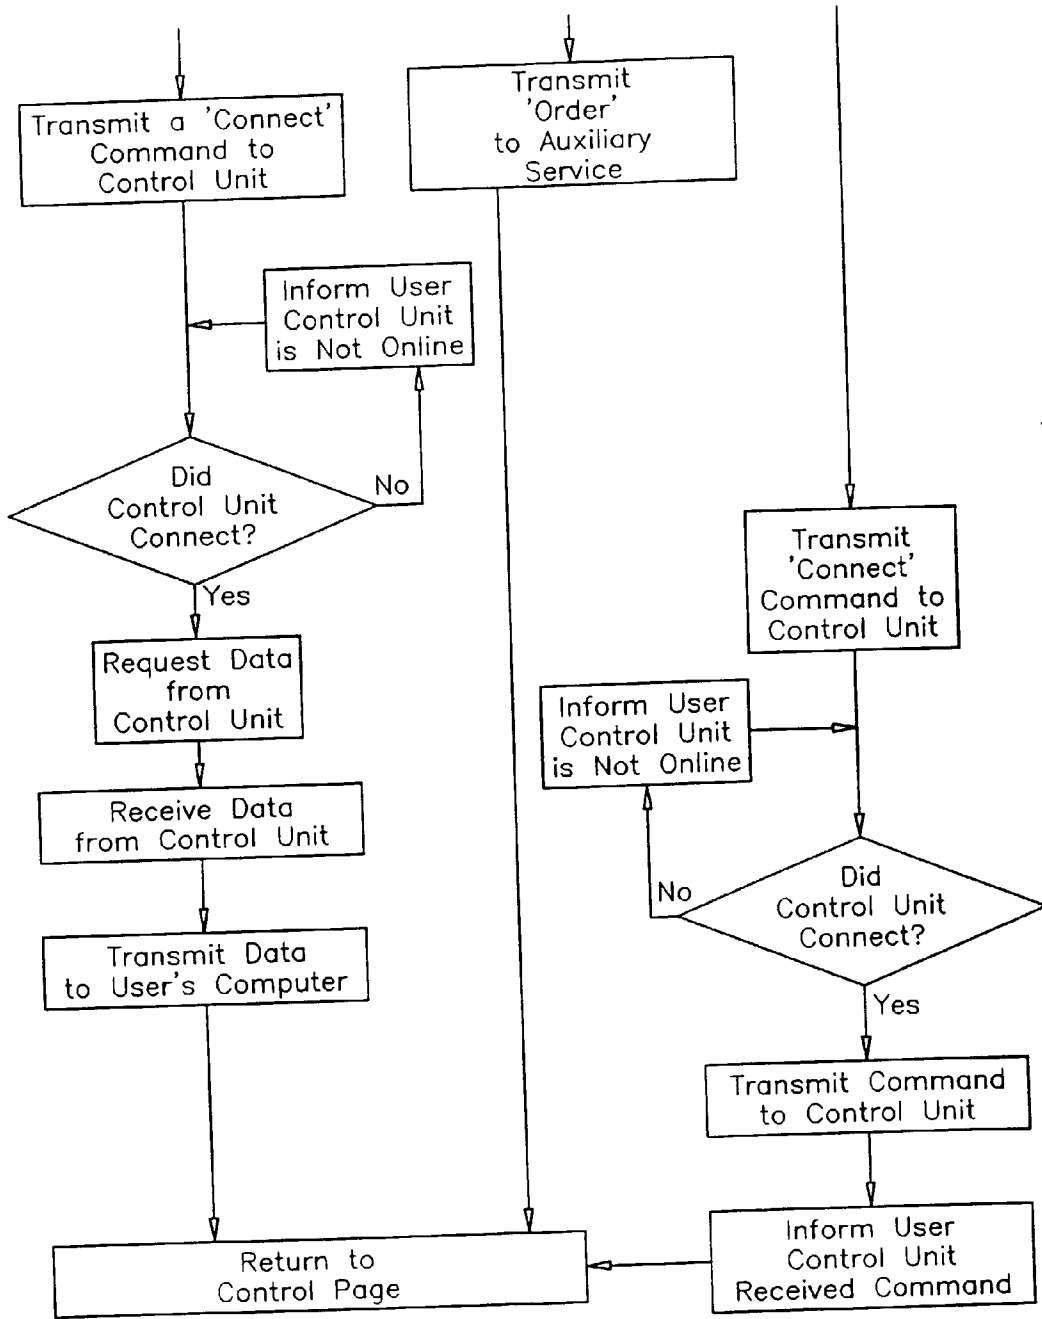 Transmit a 'Connect'
Command to
Control Unit
Transmit
'Order'
to Auxiliary
Service
Inform User
Control Unit
is Not Online
Did
Control Unit
Connect?
No
Yes
Request Data
from
Control Unit
Receive Data
from Control Unit
Transmit Data
to User's Computer
Transmit
'Connect'
Command to
Control Unit
Inform User
Control Unit
is Not Online
Did
Control Unit
Connect?
No
Yes
Transmit Command
to Control Unit
Inform User
Control Unit
Received Command
Return to
Control Page